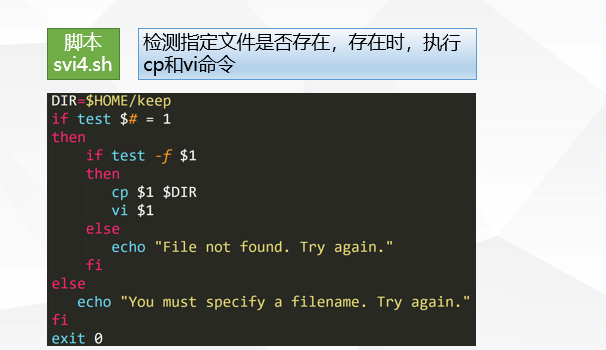 脚本
svi4.sh
检测指定文件是否存在，存在时，执行
cp和vi命令
DIR=$HOME/keep
if test $# = 1
then
    if test -f $1
    then
       cp $1 $DIR
       vi $1
    else
       echo "File not found. Try again."
    fi
else
   echo "You must specify a filename. Try again."
fi
exit 0